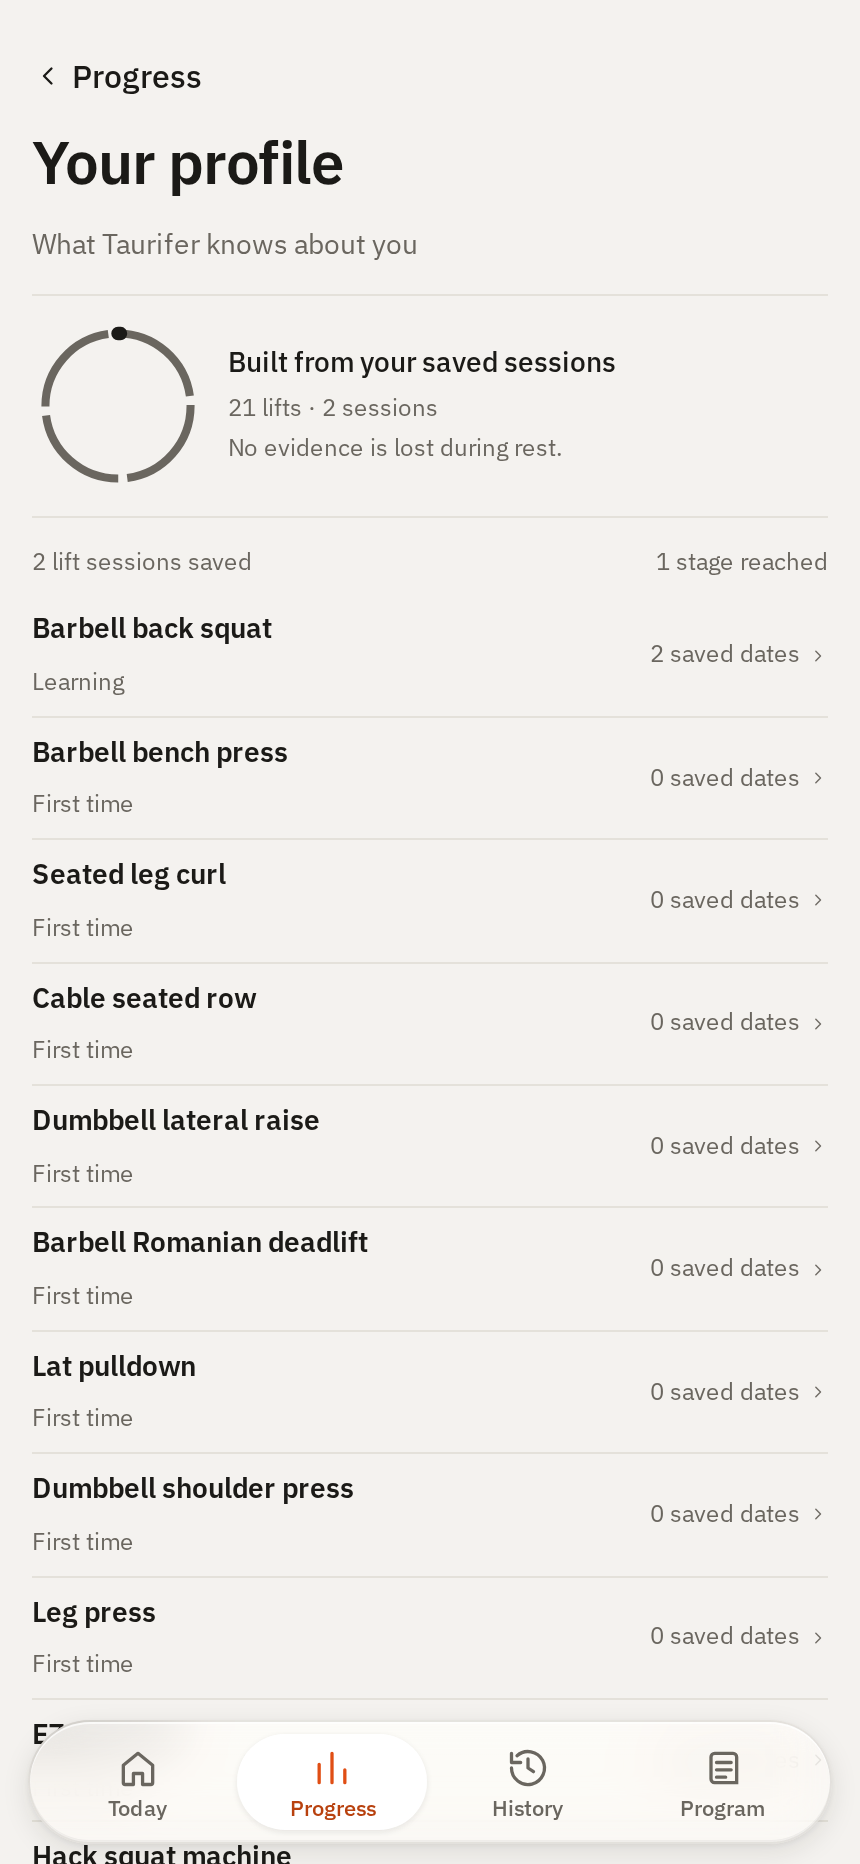 Progress
Your profile
What Taurifer knows about you
Built from your saved sessions
21 lifts · 2 sessions
No evidence is lost during rest.
2 lift sessions saved
1 stage reached
Barbell back squat
2 saved dates
Learning
Barbell bench press
0 saved dates
First time
Seated leg curl
0 saved dates
First time
Cable seated row
0 saved dates
First time
Dumbbell lateral raise
0 saved dates
First time
Barbell Romanian deadlift
0 saved dates
First time
Lat pulldown
0 saved dates
First time
Dumbbell shoulder press
0 saved dates
First time
Leg press
0 saved dates
First time
Today
Progress
History
Program
Hack squat machine